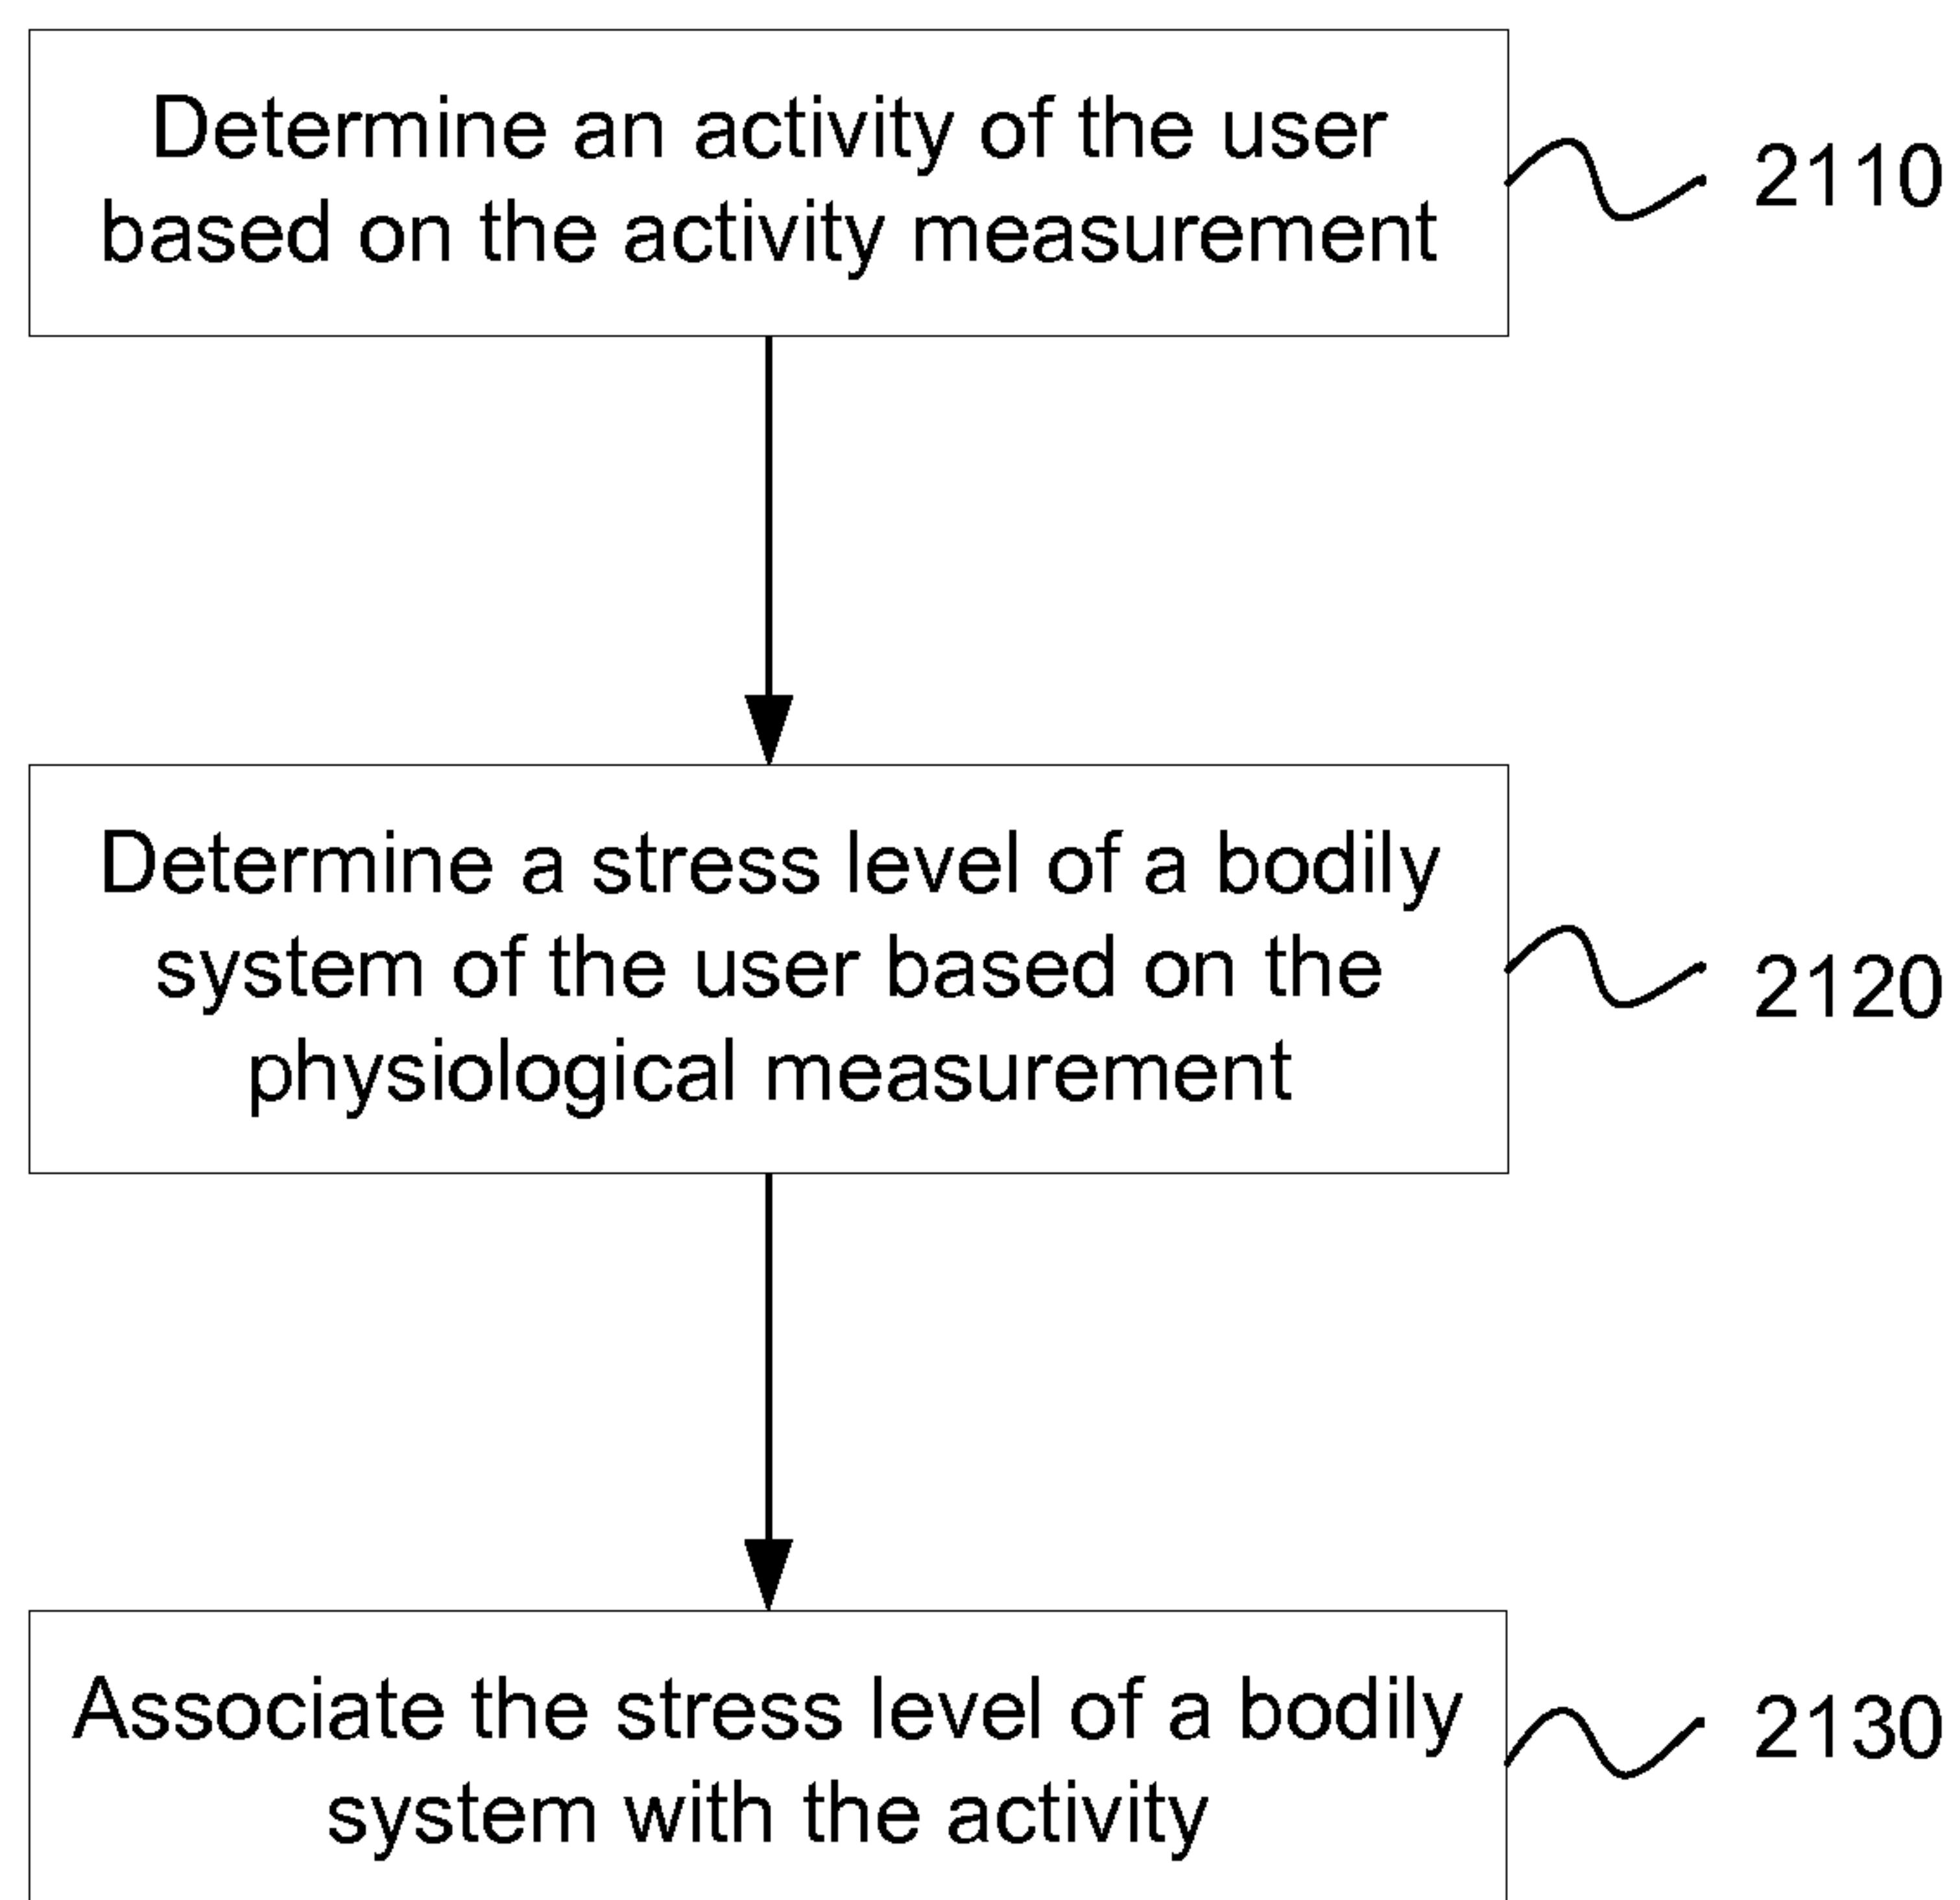 Determine an activity of the user
based on the activity measurement
2110
Determine a stress level of a bodily
system of the user based on the
physiological measurement
2120
Associate the stress level of a bodily
system with the activity
2130